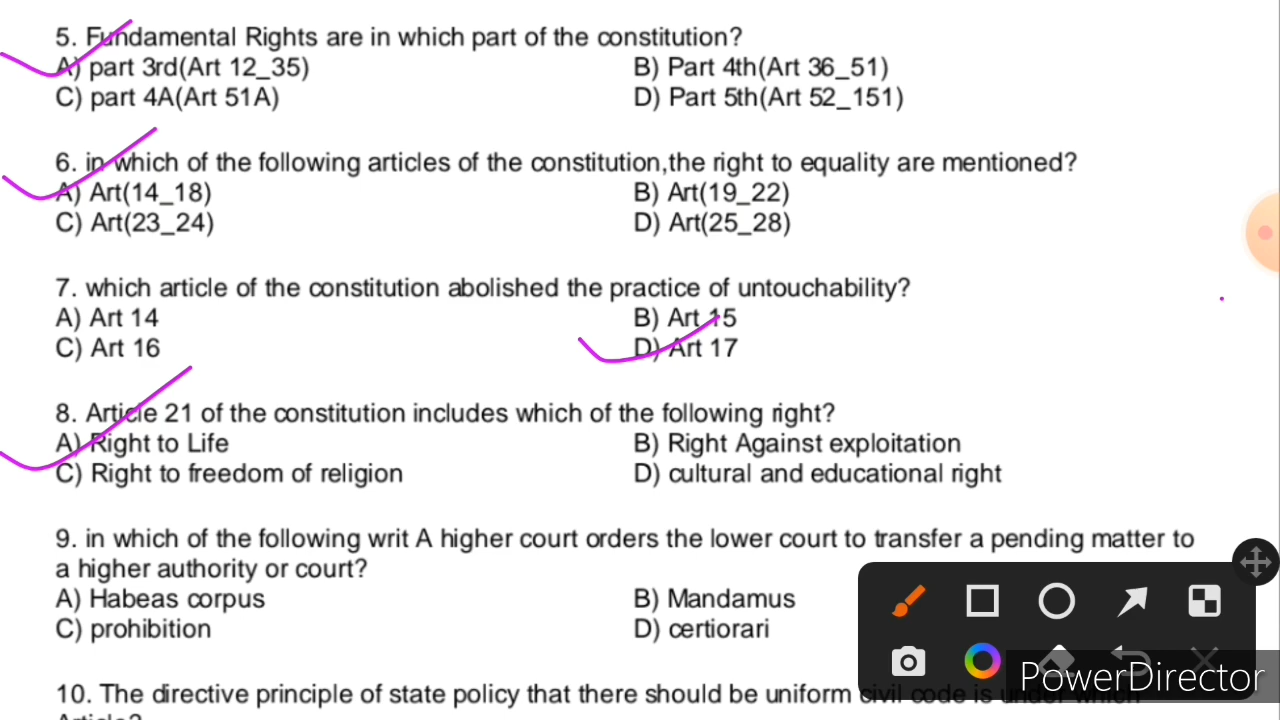 5. Fundamental Rights are in which part of the constitution?
A) part 3rd(Art 12_35) B) Part 4th(Art 36_51)
C) part 4A(Art 51A) D) Part 5th(Art 52_151)
6. in which of the following articles of the constitution,the right to equality are mentioned?
A) Art(14_18) B) Art(19_22)
C) Art(23_24) D) Art(25_28)
7. which article of the constitution abolished the practice of untouchability?
A) Art 14 B) Art 15
C) Art 16 D) Art 17
8. Article 21 of the constitution includes which of the following right?
A) Right to Life B) Right Against exploitation
C) Right to freedom of religion D) cultural and educational right
9. in which of the following writ A higher court orders the lower court to transfer a pending matter to
a higher authority or court?
A) Habeas corpus B) Mandamus
C) prohibition D) certiorari
10. The directive principle of state policy that there should be uniform civil code is under which
PowerDirector